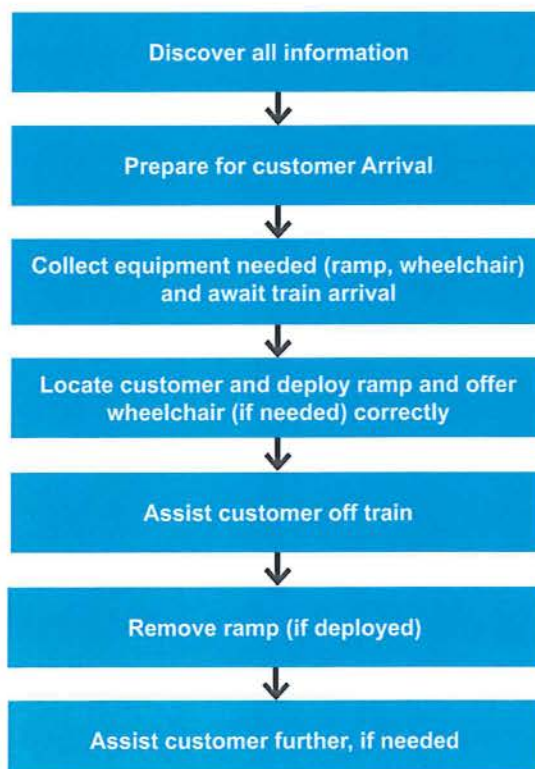 Discover all information
Prepare for customer Arrival
Collect equipment needed (ramp, wheelchair)
and await train arrival
Locate customer and deploy ramp and offer
wheelchair (if needed) correctly
Assist customer off train
Remove ramp (if deployed)
Assist customer further, if needed